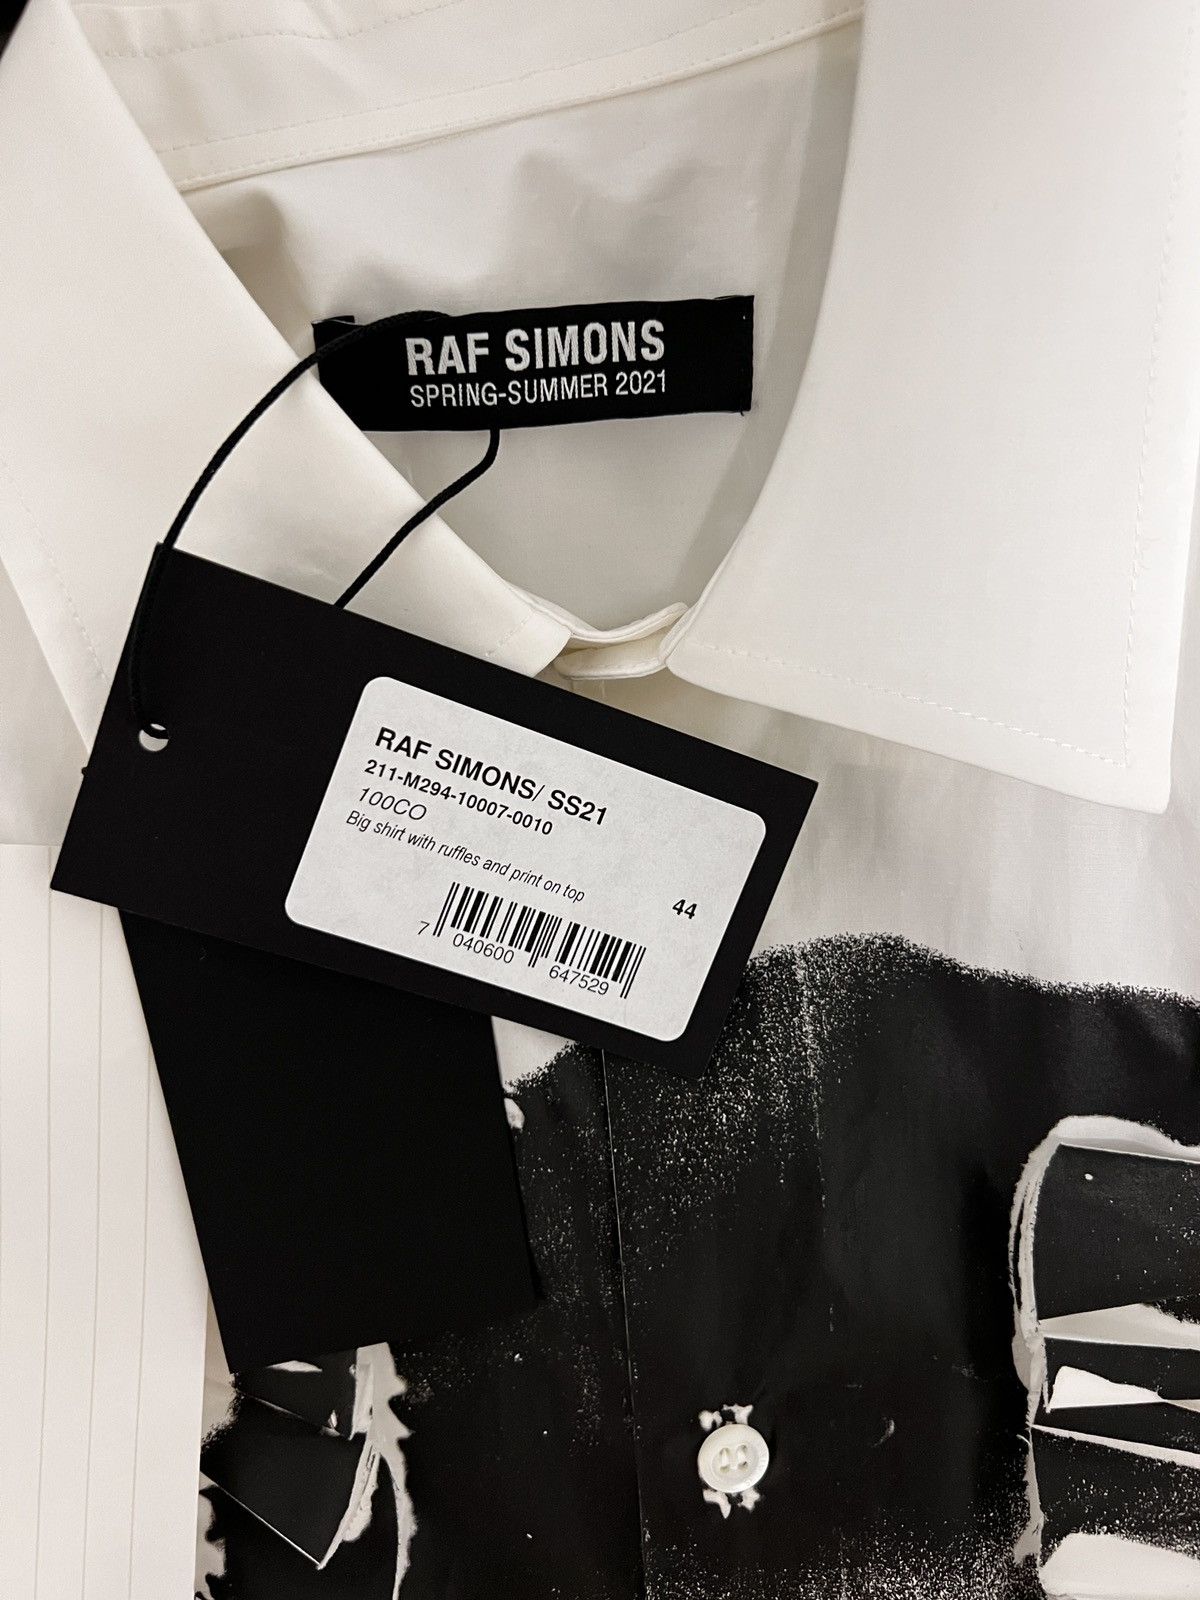 RAF SIMONS
SPRING-SUMMER 2021
RAF SIMONS/ SS21
211-M294-10007-0010
100CO
Big shirt with ruffles and print on top
44
7 040600 647529